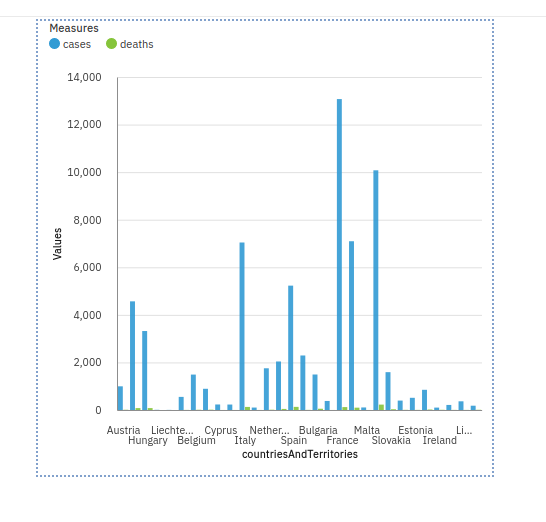 Measures
cases deaths
14,000
12,000
10,000
8,000
6,000
4,000
2,000
0
Values
Austria Liechte... Cyprus Nether... Bulgaria Malta Estonia Li...
Hungary Belgium Italy Spain France Slovakia Ireland
countriesAndTerritories